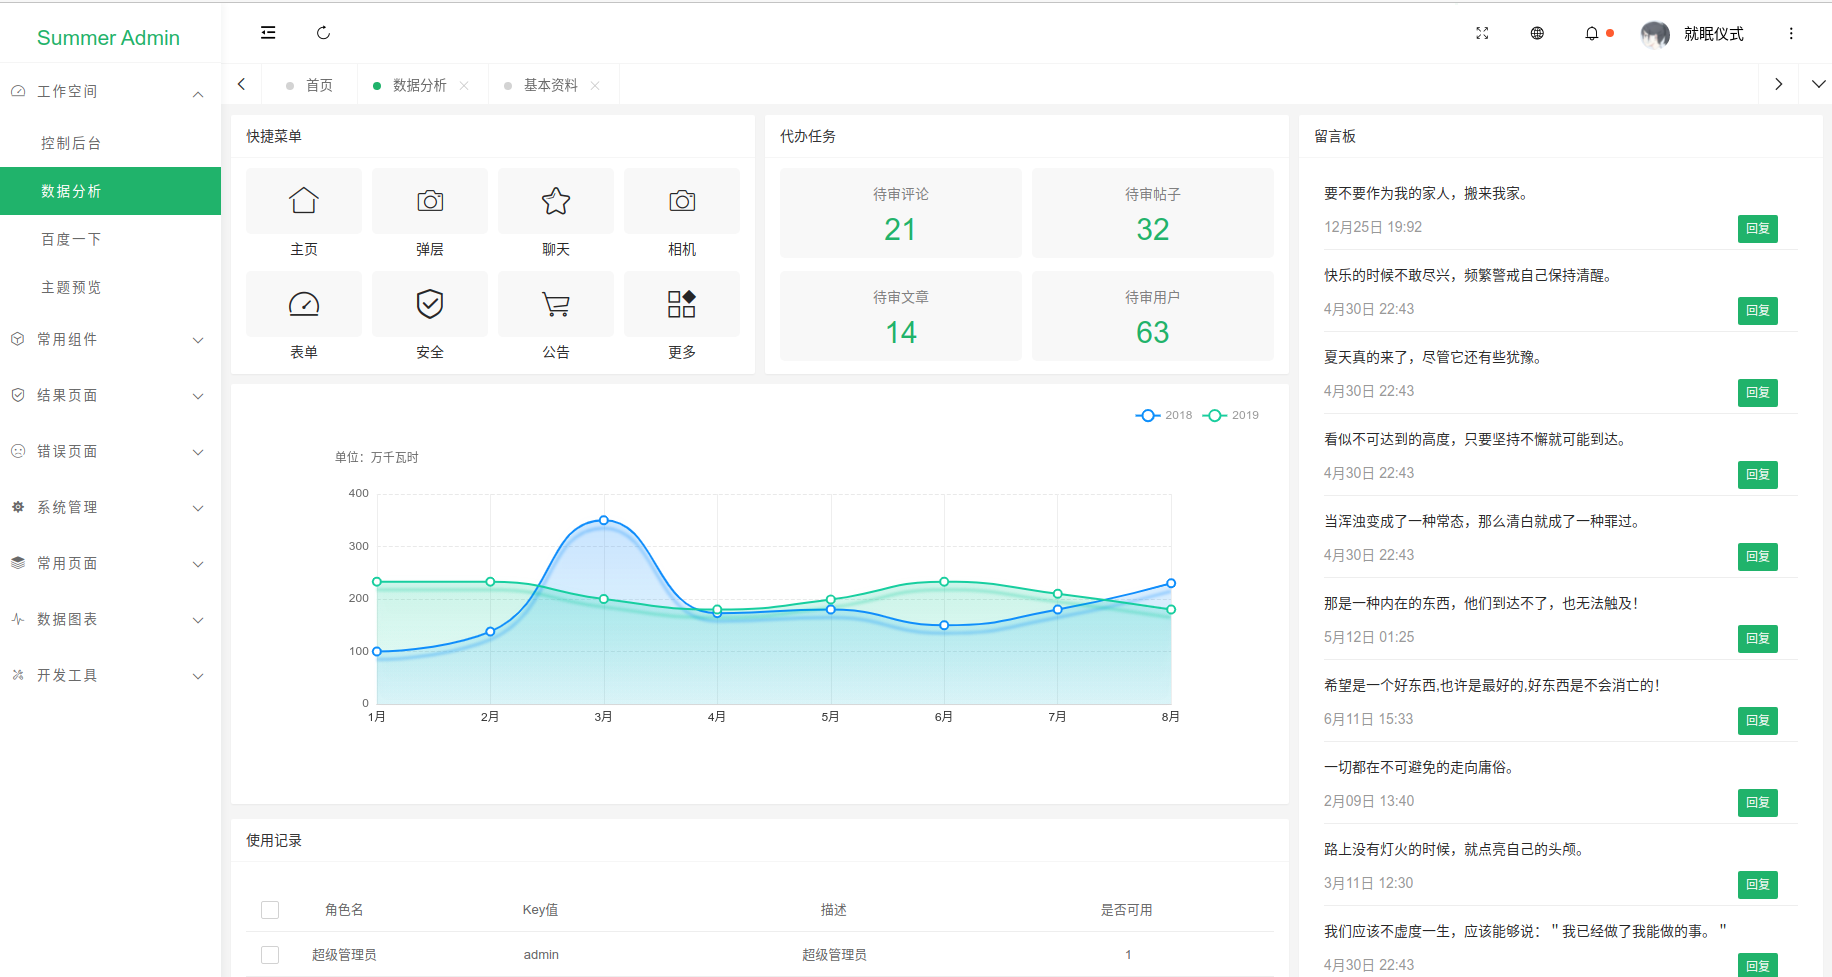 Summer Admin
工作空间
控制后台
数据分析
百度一下
主题预览
常用组件
结果页面
错误页面
系统管理
常用页面
数据图表
开发工具
就眠仪式
首页
数据分析
基本资料
快捷菜单
主页
弹层
聊天
相机
表单
安全
公告
更多
代办任务
待审评论
21
待审帖子
32
待审文章
14
待审用户
63
2018
2019
单位：万千瓦时
400
300
200
100
0
1月
2月
3月
4月
5月
6月
7月
8月
使用记录
角色名 Key值 描述 是否可用
超级管理员 admin 超级管理员 1
留言板
要不要作为我的家人，搬来我家。
12月25日 19:92
回复
快乐的时候不敢尽兴，频繁警戒自己保持清醒。
4月30日 22:43
回复
夏天真的来了，尽管它还有些犹豫。
4月30日 22:43
回复
看似不可达到的高度，只要坚持不懈就可能到达。
4月30日 22:43
回复
当浑浊变成了一种常态，那么清白就成了一种罪过。
4月30日 22:43
回复
那是一种内在的东西，他们到达不了，也无法触及！
5月12日 01:25
回复
希望是一个好东西,也许是最好的,好东西是不会消亡的！
6月11日 15:33
回复
一切都在不可避免的走向庸俗。
2月09日 13:40
回复
路上没有灯火的时候，就点亮自己的头颅。
3月11日 12:30
回复
我们应该不虚度一生，应该能够说：＂我已经做了我能做的事。＂
4月30日 22:43
回复